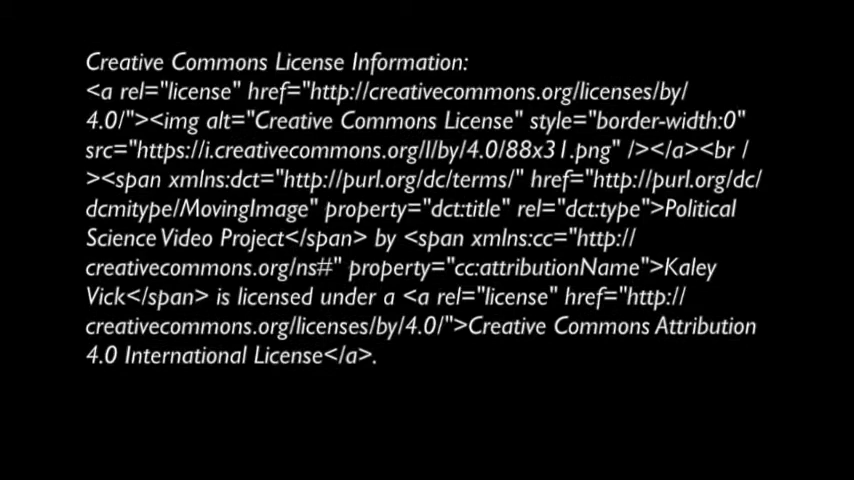 Creative Commons License Information:
<a rel="license" href="http://creativecommons.org/licenses/by/
4.0/"><img alt="Creative Commons License" style="border-width:0"
src="https://i.creativecommons.org/l/by/4.0/88x31.png" /></a><br /
><span xmlns:dct="http://purl.org/dc/terms/" href="http://purl.org/dc/
dcmitype/MovingImage" property="dct:title" rel="dct:type">Political
Science Video Project</span> by <span xmlns:cc="http://
creativecommons.org/ns#" property="cc:attributionName">Kaley
Vick</span> is licensed under a <a rel="license" href="http://
creativecommons.org/licenses/by/4.0/">Creative Commons Attribution
4.0 International License</a>.